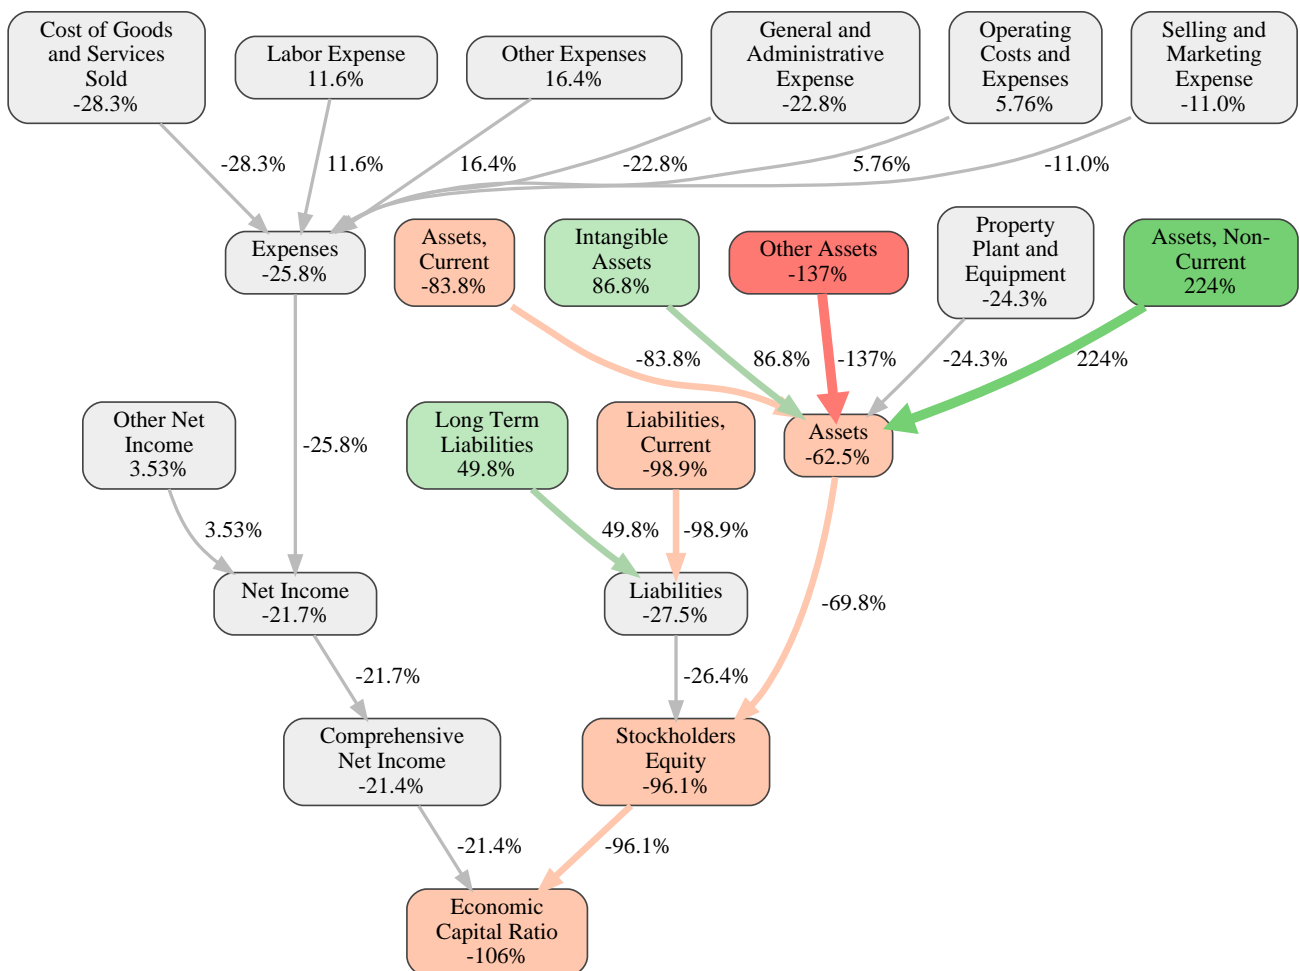 Cost of Goods
and Services
Sold
-28.3%
Labor Expense
11.6%
Other Expenses
16.4%
General and
Administrative
Expense
-22.8%
Operating
Costs and
Expenses
5.76%
Selling and
Marketing
Expense
-11.0%
-28.3%
11.6%
16.4%
-22.8%
5.76%
-11.0%
Expenses
-25.8%
Assets,
Current
-83.8%
Intangible
Assets
86.8%
Other Assets
-137%
Property
Plant and
Equipment
-24.3%
Assets, Non-
Current
224%
-83.8%
86.8%
-137%
-24.3%
224%
Other Net
Income
3.53%
-25.8%
Long Term
Liabilities
49.8%
Liabilities,
Current
-98.9%
Assets
-62.5%
3.53%
49.8%
-98.9%
Net Income
-21.7%
Liabilities
-27.5%
-69.8%
-21.7%
-26.4%
Comprehensive
Net Income
-21.4%
Stockholders
Equity
-96.1%
-21.4%
-96.1%
Economic
Capital Ratio
-106%